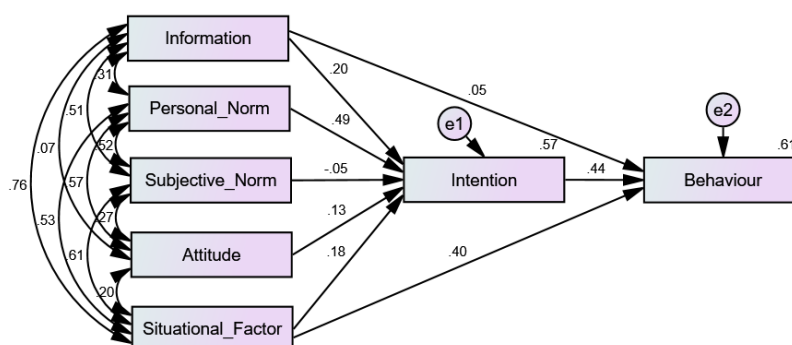 Information
.31
.20
.05
Personal_Norm
.51
.49
e1
e2
.52
.57
.61
.07
Subjective_Norm
-.05
Intention
.44
Behaviour
.76
.57
.53
.27
.13
Attitude
.18
.40
.61
.20
Situational_Factor